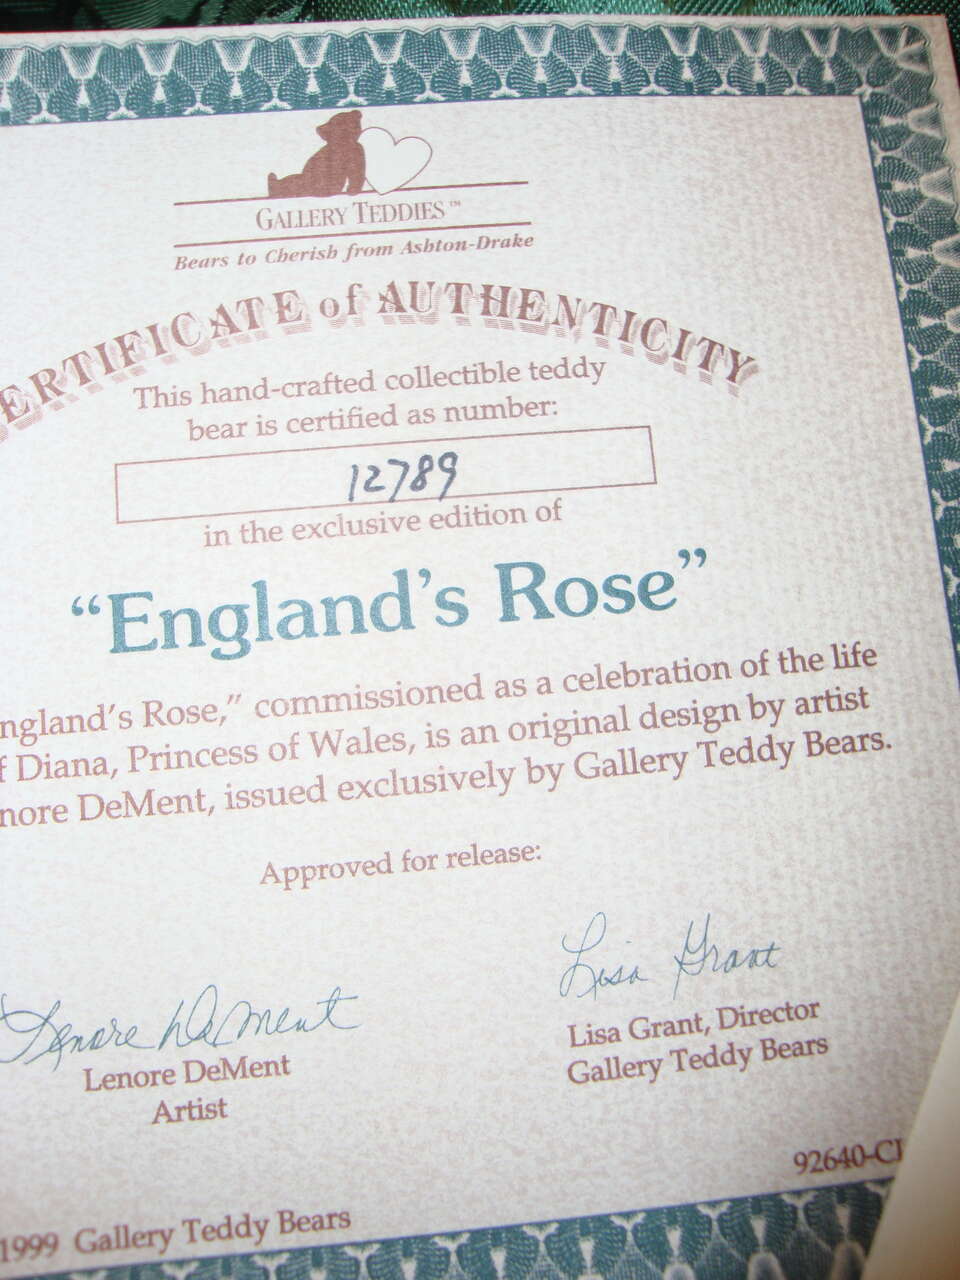 GALLERY TEDDIES™
Bears to Cherish from Ashton-Drake
ERTIFICATE of AUTHENTICITY
This hand-crafted collectible teddy
bear is certified as number:
12789
in the exclusive edition of
“England’s Rose”
ngland’s Rose,” commissioned as a celebration of the life
f Diana, Princess of Wales, is an original design by artist
nore DeMent, issued exclusively by Gallery Teddy Bears.
Approved for release:
Lisa Grant
Lenore DeMent
Lisa Grant, Director
Gallery Teddy Bears
Lenore DeMent
Artist
92640-CI
1999 Gallery Teddy Bears